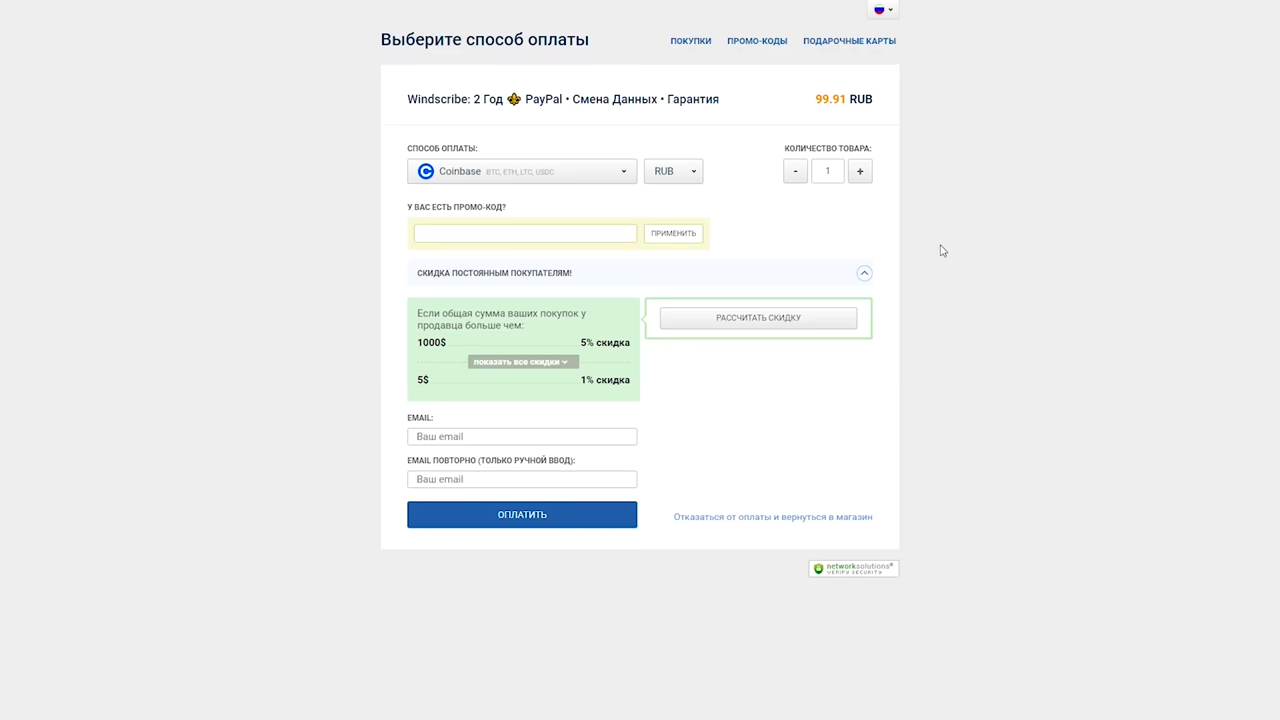 Выберите способ оплаты
ПОКУПКИ ПРОМО-КОДЫ ПОДАРОЧНЫЕ КАРТЫ
Windscribe: 2 Год ⚜ PayPal • Смена Данных • Гарантия 99.91 RUB
СПОСОБ ОПЛАТЫ: КОЛИЧЕСТВО ТОВАРА:
Coinbase BTC, ETH, LTC, USDC RUB - 1 +
У ВАС ЕСТЬ ПРОМО-КОД?
ПРИМЕНИТЬ
СКИДКА ПОСТОЯННЫМ ПОКУПАТЕЛЯМ!
Если общая сумма ваших покупок у
продавца больше чем:
1000$ 5% скидка
показать все скидки
5$ 1% скидка
РАССЧИТАТЬ СКИДКУ
EMAIL:
Ваш email
EMAIL ПОВТОРНО (ТОЛЬКО РУЧНОЙ ВВОД):
Ваш email
ОПЛАТИТЬ
Отказаться от оплаты и вернуться в магазин
networksolutions®
VERIFY SECURITY